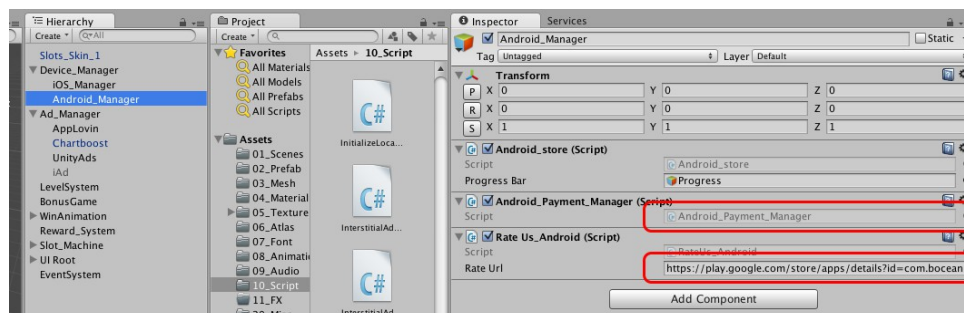 Hierarchy
Create
All
Slots_Skin_1
Device_Manager
iOS_Manager
Android_Manager
Ad_Manager
AppLovin
Chartboost
UnityAds
iAd
LevelSystem
BonusGame
WinAnimation
Reward_System
Slot_Machine
UI Root
EventSystem
Project
Create
Favorites
All Materials
All Models
All Prefabs
All Scripts
Assets
01_Scenes
02_Prefab
03_Mesh
04_Material
05_Texture
06_Atlas
07_Font
08_Animati
09_Audio
10_Script
11_FX
Assets 10_Script
C#
InitializeLoca...
C#
InterstitialAd...
C#
InterstitialAd
Inspector Services
Android_Manager Static
Tag Untagged Layer Default
Transform
P X 0 Y 0 Z 0
R X 0 Y 0 Z 0
S X 1 Y 1 Z 1
Android_store (Script)
Script Android_store
Progress Bar Progress
Android_Payment_Manager (Script)
Script Android_Payment_Manager
Rate Us_Android (Script)
Script RateUs_Android
Rate Url https://play.google.com/store/apps/details?id=com.bocean
Add Component